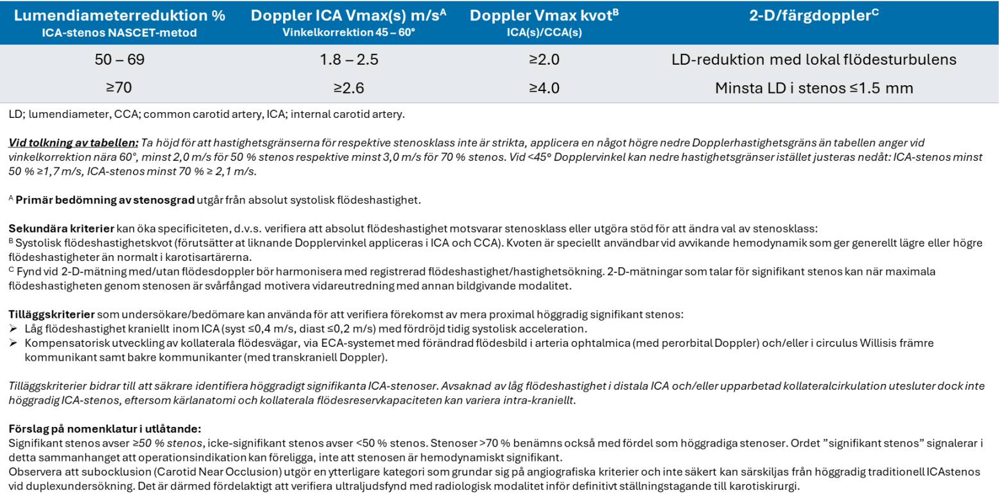 Lumendiameterreduktion % Doppler ICA Vmax(s) m/sᴬ Doppler Vmax kvotᴮ 2-D/färgdopplerᶜ
ICA-stenos NASCET-metod Vinkelkorrektion 45 – 60° ICA(s)/CCA(s)
50 – 69 1.8 – 2.5 ≥2.0 LD-reduktion med lokal flödesturbulens
≥70 ≥2.6 ≥4.0 Minsta LD i stenos ≤1.5 mm
LD; lumendiameter, CCA; common carotid artery, ICA; internal carotid artery.
Vid tolkning av tabellen: Ta höjd för att hastighetsgränserna för respektive stenosklass inte är strikta, applicera en något högre nedre Dopplerhastighetsgräns än tabellen anger vid
vinkelkorrektion nära 60°, minst 2,0 m/s för 50 % stenos respektive minst 3,0 m/s för 70 % stenos. Vid <45° Dopplervinkel kan nedre hastighetsgränser istället justeras nedåt: ICA-stenos minst
50 % ≥1,7 m/s, ICA-stenos minst 70 % ≥ 2,1 m/s.
ᴬ Primär bedömning av stenosgrad utgår från absolut systolisk flödeshastighet.
Sekundära kriterier kan öka specificiteten, d.v.s. verifiera att absolut flödeshastighet motsvarar stenosklass eller utgöra stöd för att ändra val av stenosklass:
ᴮ Systolisk flödeshastighetskvot (förutsätter at liknande Dopplervinkel appliceras i ICA och CCA). Kvoten är speciellt användbar vid avvikande hemodynamik som ger generellt lägre eller högre
flödeshastigheter än normalt i karotisartärerna.
ᶜ Fynd vid 2-D-mätning med/utan flödesdoppler bör harmonisera med registrerad flödeshastighet/hastighetsökning. 2-D-mätningar som talar för signifikant stenos kan när maximala
flödeshastigheten genom stenosen är svårfångad motivera vidareutredning med annan bildgivande modalitet.
Tilläggskriterier som undersökare/bedömare kan använda för att verifiera förekomst av mera proximal höggradig signifikant stenos:
➢ Låg flödeshastighet kraniellt inom ICA (syst ≤0,4 m/s, diast ≤0,2 m/s) med fördröjd tidig systolisk acceleration.
➢ Kompensatorisk utveckling av kollaterala flödesvägar, via ECA-systemet med förändrad flödesbild i arteria ophtalmica (med perorbital Doppler) och/eller i circulus Willisis främre
kommunikant samt bakre kommunikanter (med transkraniell Doppler).
Tilläggskriterier bidrar till att säkrare identifiera höggradigt signifikanta ICA-stenoser. Avsaknad av låg flödeshastighet i distala ICA och/eller upparbetad kollateralcirkulation utesluter dock inte
höggradig ICA-stenos, eftersom kärlanatomi och kollaterala flödesreservkapaciteten kan variera intra-kraniellt.
Förslag på nomenklatur i utlåtande:
Signifikant stenos avser ≥50 % stenos, icke-signifikant stenos avser <50 % stenos. Stenoser >70 % benämns också med fördel som höggradiga stenoser. Ordet ”signifikant stenos” signalerar i
detta sammanhanget att operationsindikation kan föreligga, inte att stenosen är hemodynamiskt signifikant.
Observera att subocklusion (Carotid Near Occlusion) utgör en ytterligare kategori som grundar sig på angiografiska kriterier och inte säkert kan särskiljas från höggradig traditionell ICAstenos
vid duplexundersökning. Det är därmed fördelaktigt att verifiera ultraljudsfynd med radiologisk modalitet inför definitivt ställningstagande till karotiskirurgi.